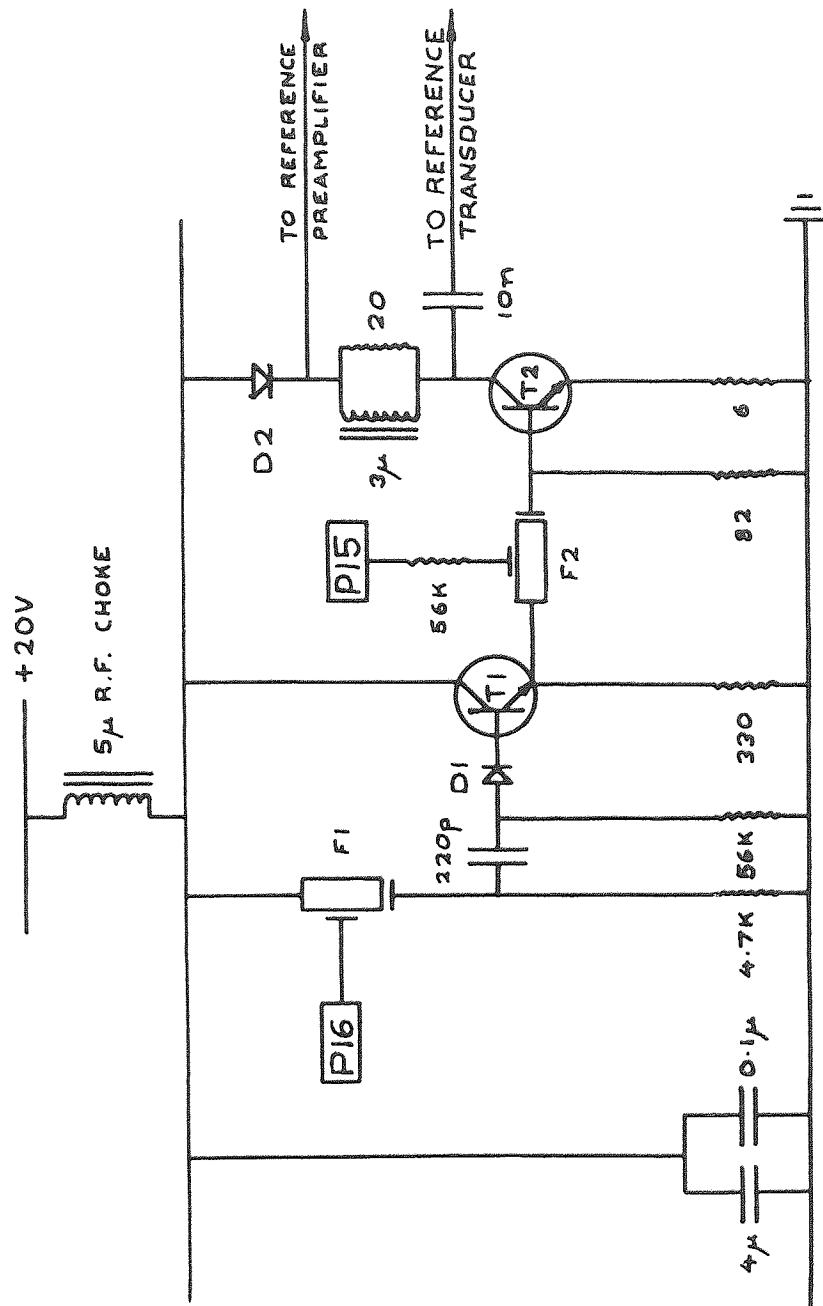 +20V
5μ R.F. CHOKE
TO REFERENCE
PREAMPLIFIER
TO REFERENCE
TRANSDUCER
D2
20
3μ
10n
P15
56K
T2
F2
F1
P16
T1
D1
220p
6
82
330
56K
4.7K
0.1μ
4μ